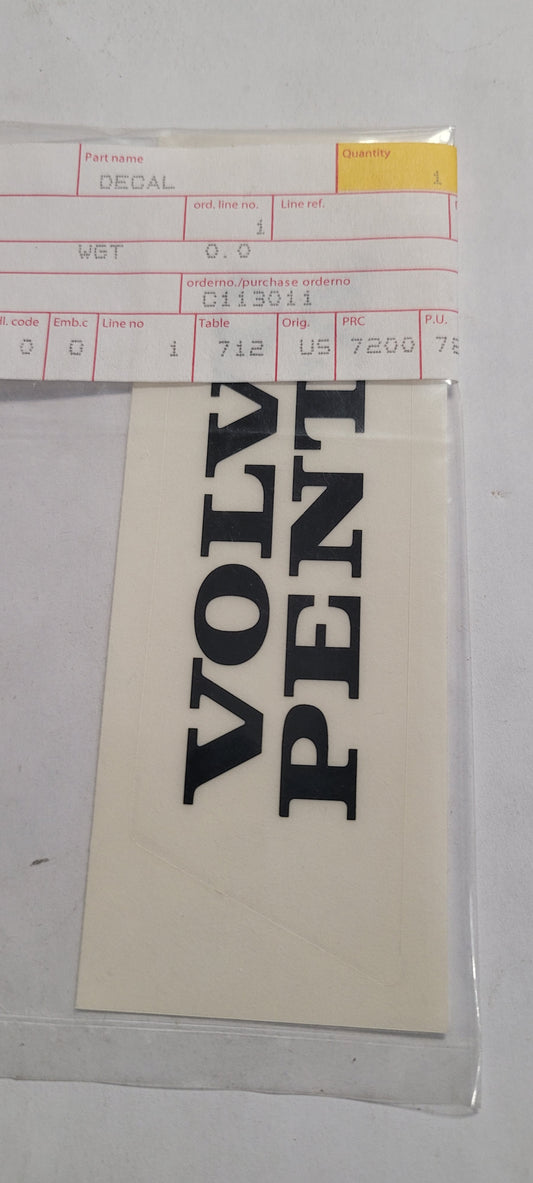 Part name Quantity
DECAL 1
ord. line no. Line ref.
1
WGT 0.0
orderno./purchase orderno
C113011
code Emb.c Line no Table Orig. PRC P.U.
0 0 1 712 US 7200
VOLV
PENT